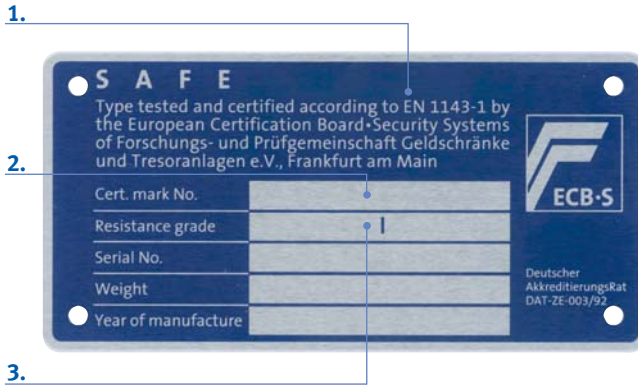 1.
S A F E
Type tested and certified according to EN 1143-1 by
the European Certification Board•Security Systems
of Forschungs- und Prüfgemeinschaft Geldschränke
und Tresoranlagen e.V., Frankfurt am Main
ECB•S
2.
Cert. mark No.
Resistance grade I
Serial No.
Weight
Year of manufacture
Deutscher
AkkreditierungsRat
DAT-ZE-003/92
3.